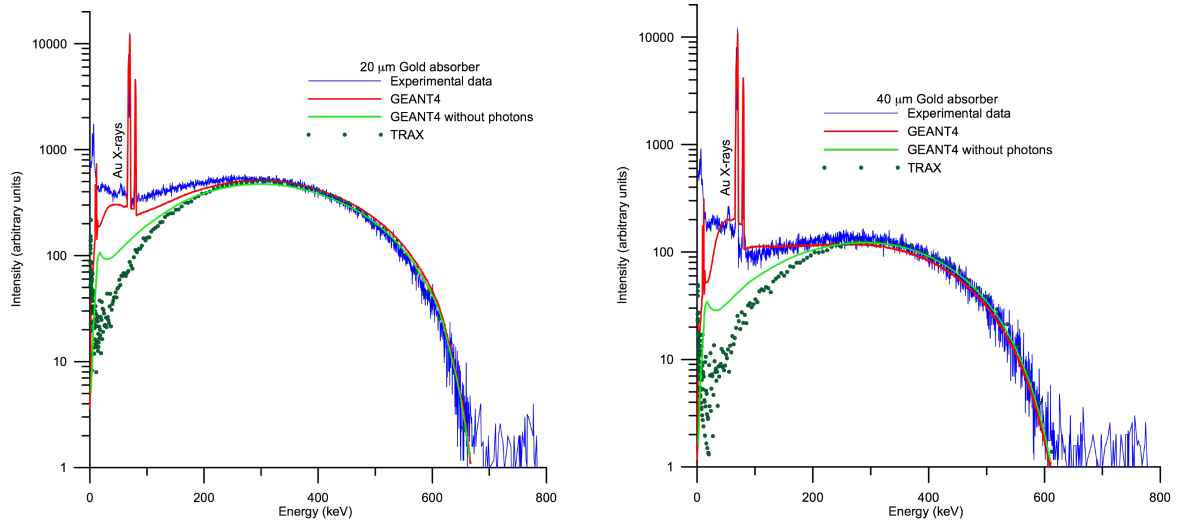 20 μm Gold absorber
Experimental data
GEANT4
GEANT4 without photons
TRAX
Au X-rays
Intensity (arbitrary units)
10000
1000
100
10
1
0
200
400
600
800
Energy (keV)
40 μm Gold absorber
Experimental data
GEANT4
GEANT4 without photons
TRAX
Au X-rays
Intensity (arbitrary units)
10000
1000
100
10
1
0
200
400
600
800
Energy (keV)